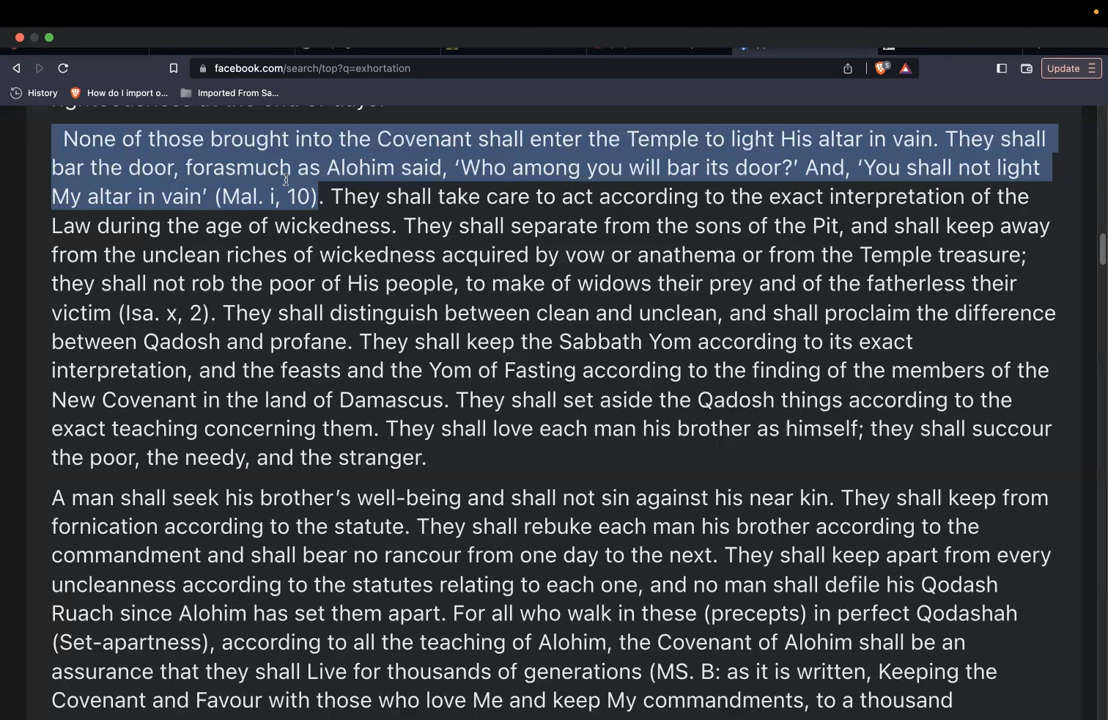 facebook.com/search/top?q=exhortation
5
Update
History
How do I import o...
Imported From Sa...
righteousness at the end of days.
None of those brought into the Covenant shall enter the Temple to light His altar in vain. They shall
bar the door, forasmuch as Alohim said, ‘Who among you will bar its door?’ And, ‘You shall not light
My altar in vain’ (Mal. i, 10). They shall take care to act according to the exact interpretation of the
Law during the age of wickedness. They shall separate from the sons of the Pit, and shall keep away
from the unclean riches of wickedness acquired by vow or anathema or from the Temple treasure;
they shall not rob the poor of His people, to make of widows their prey and of the fatherless their
victim (Isa. x, 2). They shall distinguish between clean and unclean, and shall proclaim the difference
between Qadosh and profane. They shall keep the Sabbath Yom according to its exact
interpretation, and the feasts and the Yom of Fasting according to the finding of the members of the
New Covenant in the land of Damascus. They shall set aside the Qadosh things according to the
exact teaching concerning them. They shall love each man his brother as himself; they shall succour
the poor, the needy, and the stranger.
A man shall seek his brother’s well-being and shall not sin against his near kin. They shall keep from
fornication according to the statute. They shall rebuke each man his brother according to the
commandment and shall bear no rancour from one day to the next. They shall keep apart from every
uncleanness according to the statutes relating to each one, and no man shall defile his Qodash
Ruach since Alohim has set them apart. For all who walk in these (precepts) in perfect Qodashah
(Set-apartness), according to all the teaching of Alohim, the Covenant of Alohim shall be an
assurance that they shall Live for thousands of generations (MS. B: as it is written, Keeping the
Covenant and Favour with those who love Me and keep My commandments, to a thousand